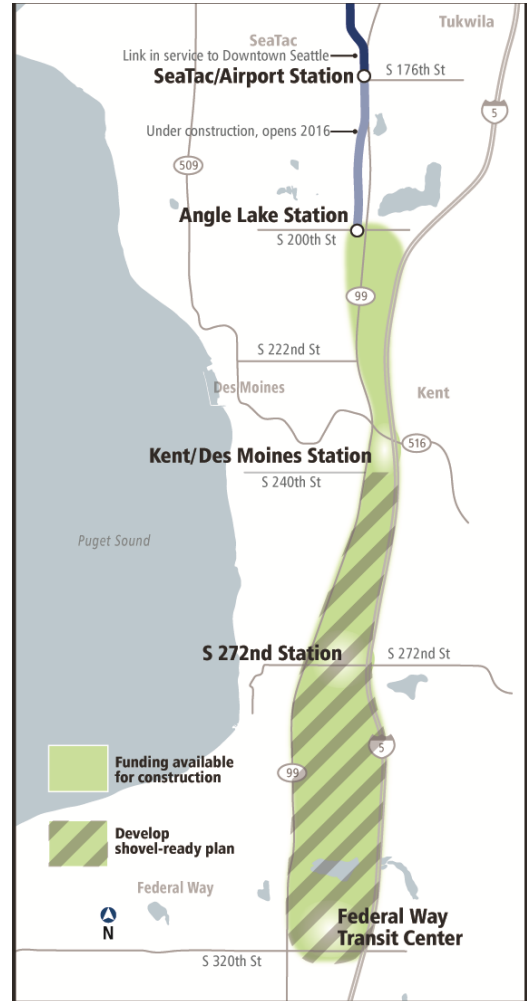 SeaTac
Tukwila
Link in service to Downtown Seattle
SeaTac/Airport Station
S 176th St
5
Under construction, opens 2016
509
Angle Lake Station
S 200th St
99
S 222nd St
Des Moines
Kent
516
Kent/Des Moines Station
S 240th St
Puget Sound
S 272nd Station
S 272nd St
5
99
Funding available
for construction
Develop
shovel-ready plan
Federal Way
N
Federal Way
Transit Center
S 320th St